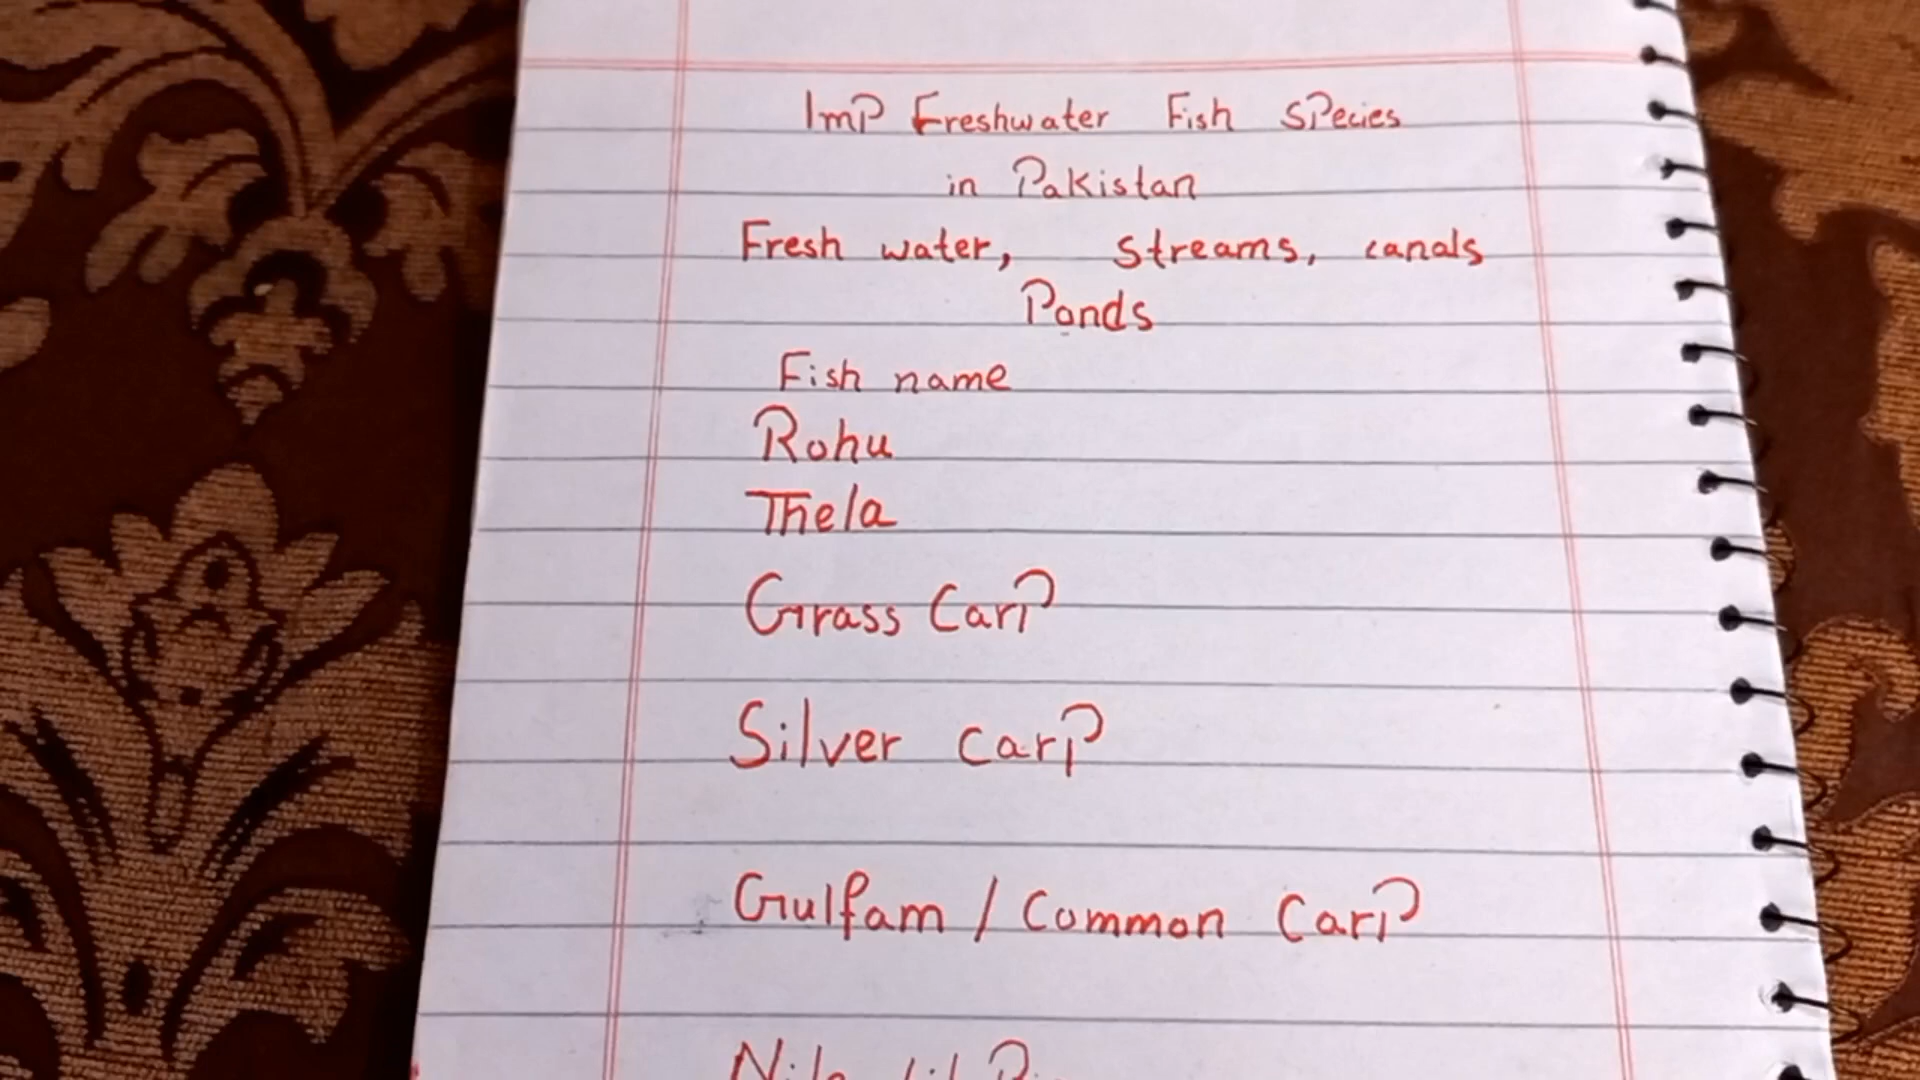 Imp Freshwater Fish species
in Pakistan
Fresh water, streams, canals
Ponds
Fish name
Rohu
Thela
Grass Carp
Silver carp
Gulfam / Common Carp